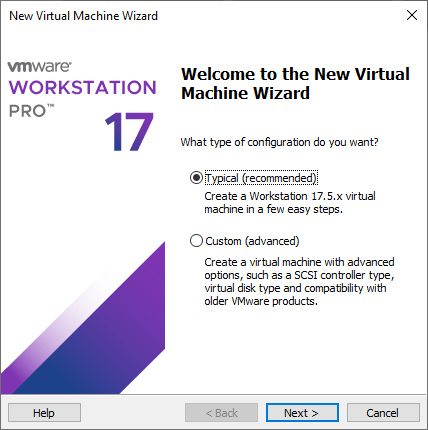 New Virtual Machine Wizard
vmware®
WORKSTATION
PRO™
17
Welcome to the New Virtual
Machine Wizard
What type of configuration do you want?
Typical (recommended)
Create a Workstation 17.5.x virtual
machine in a few easy steps.
Custom (advanced)
Create a virtual machine with advanced
options, such as a SCSI controller type,
virtual disk type and compatibility with
older VMware products.
Help
< Back
Next >
Cancel